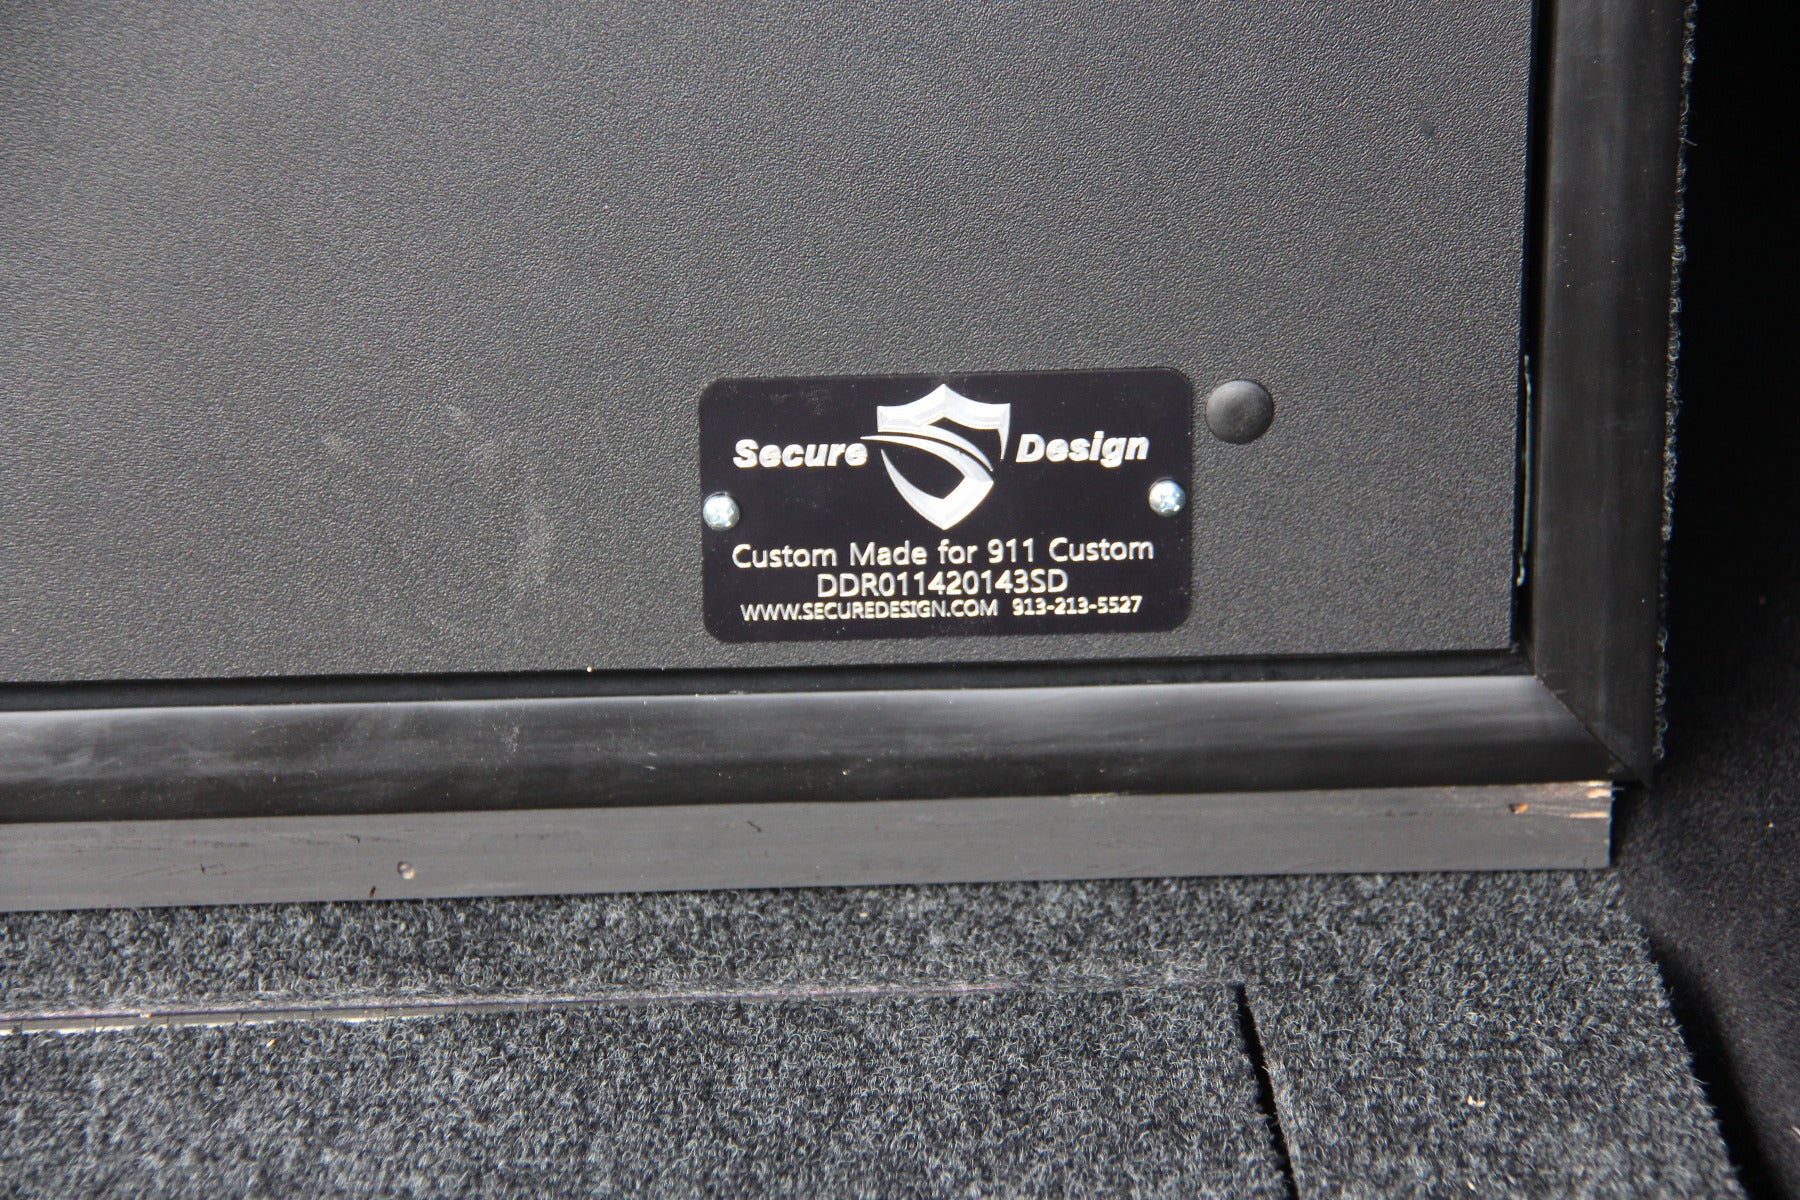 Secure Design
Custom Made for 911 Custom
DDR011420143SD
WWW.SECUREDESIGN.COM 913-213-5527